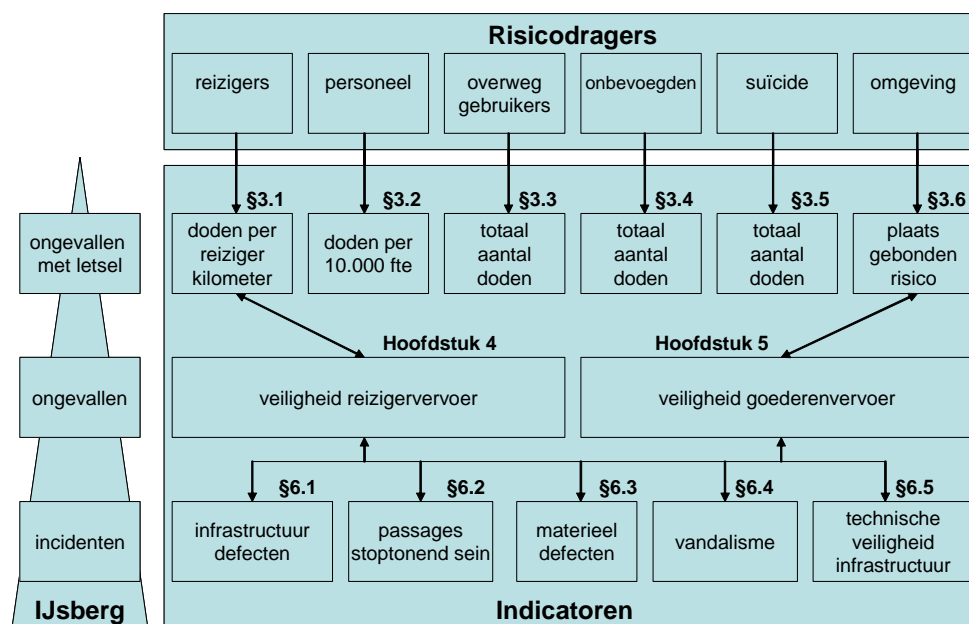 Risicodragers
reizigers
personeel
overweg
gebruikers
onbevoegden
suïcide
omgeving
§3.1
§3.2
§3.3
§3.4
§3.5
§3.6
ongevallen
met letsel
doden per
reiziger
kilometer
doden per
10.000 fte
totaal
aantal
doden
totaal
aantal
doden
totaal
aantal
doden
plaats
gebonden
risico
Hoofdstuk 4
Hoofdstuk 5
ongevallen
veiligheid reizigervervoer
veiligheid goederenvervoer
§6.1
§6.2
§6.3
§6.4
§6.5
incidenten
infrastructuur
defecten
passages
stoptonend sein
materieel
defecten
vandalisme
technische
veiligheid
infrastructuur
IJsberg
Indicatoren